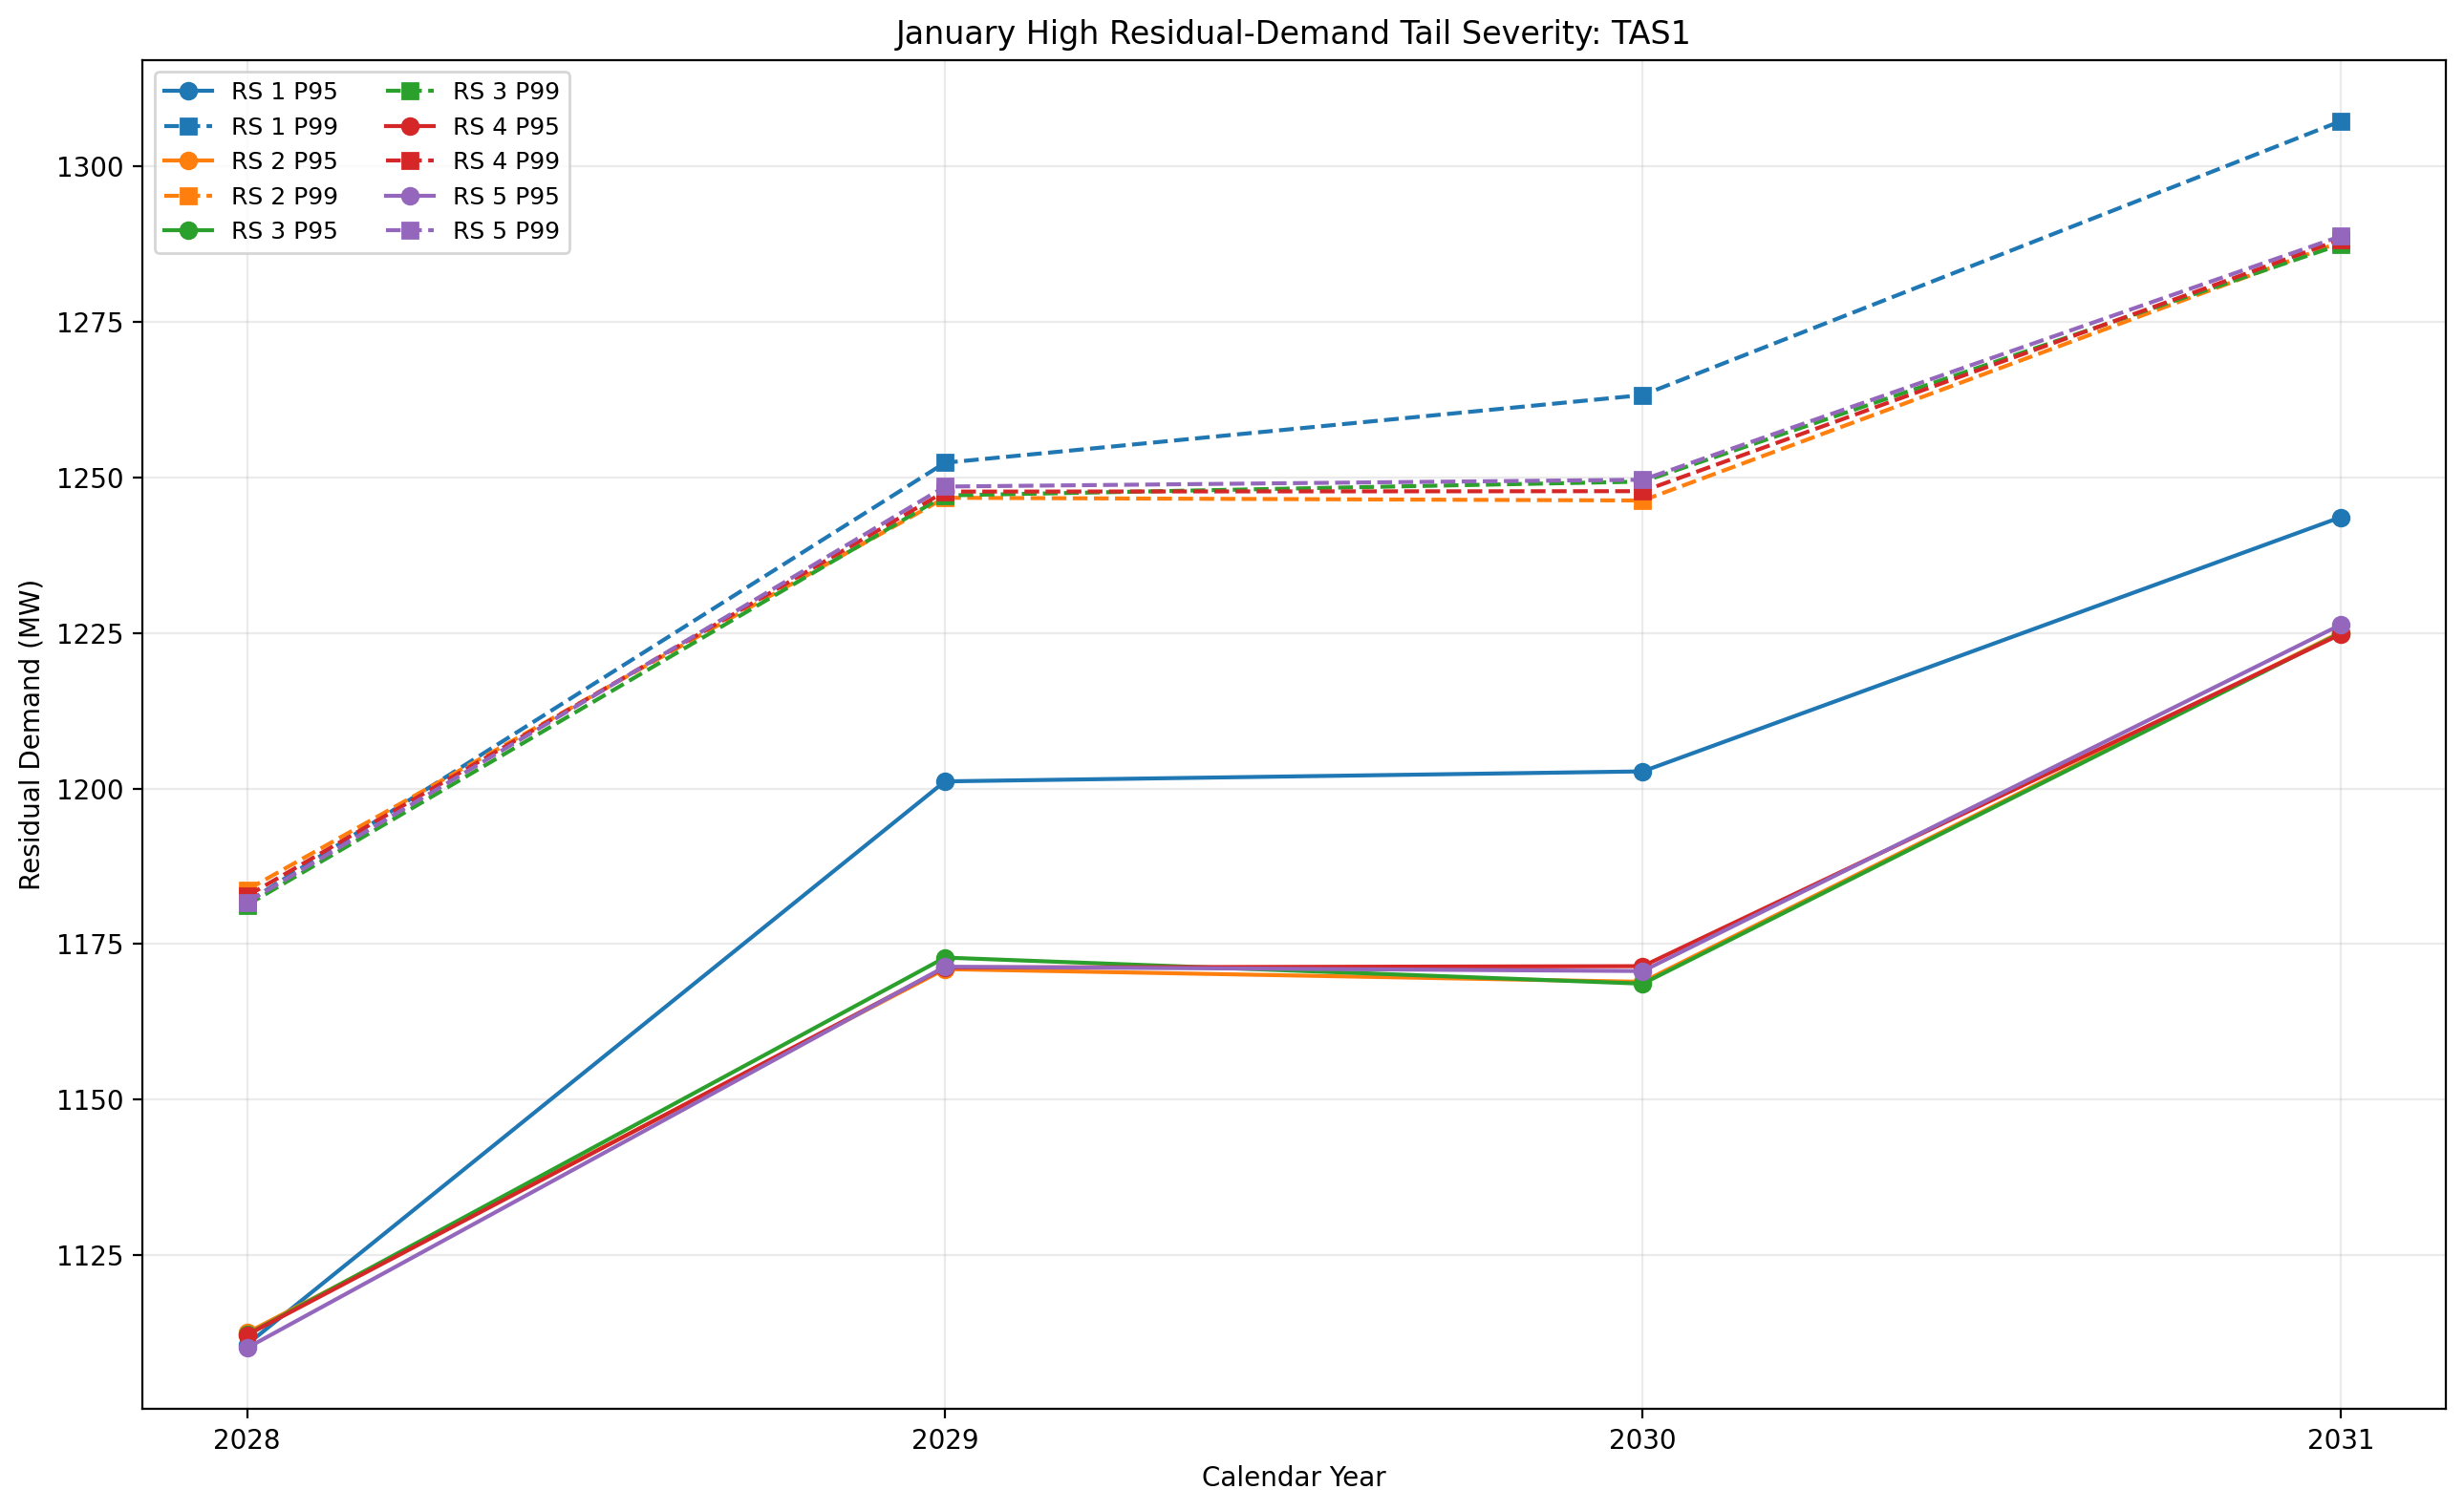 January High Residual-Demand Tail Severity: TAS1
RS 1 P95
RS 1 P99
RS 2 P95
RS 2 P99
RS 3 P95
RS 3 P99
RS 4 P95
RS 4 P99
RS 5 P95
RS 5 P99
Residual Demand (MW)
1300
1275
1250
1225
1200
1175
1150
1125
2028
2029
2030
2031
Calendar Year